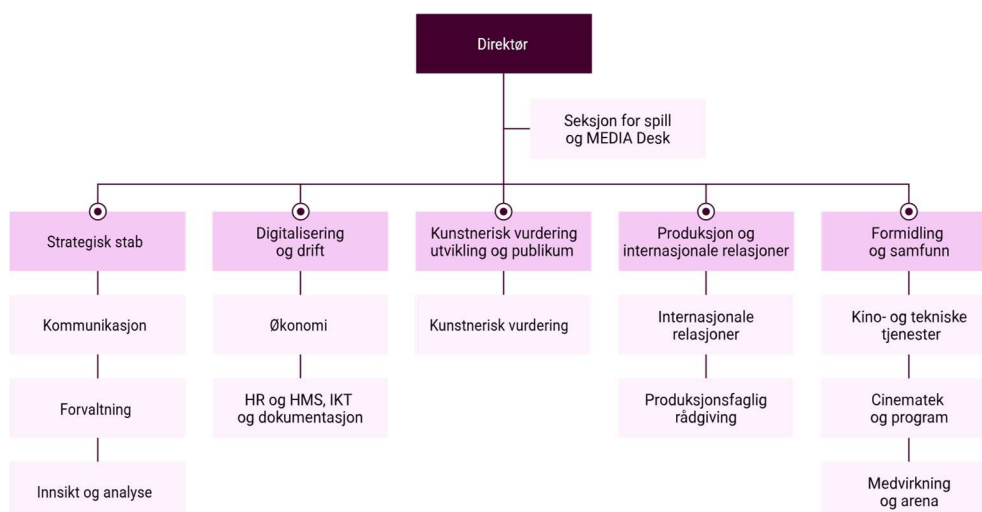 Direktør
Seksjon for spill
og MEDIA Desk
Strategisk stab
Digitalisering
og drift
Kunstnerisk vurdering
utvikling og publikum
Produksjon og
internasjonale relasjoner
Formidling
og samfunn
Kommunikasjon
Økonomi
Kunstnerisk vurdering
Internasjonale
relasjoner
Kino- og tekniske
tjenester
Forvaltning
HR og HMS, IKT
og dokumentasjon
Produksjonsfaglig
rådgiving
Cinematek
og program
Innsikt og analyse
Medvirkning
og arena